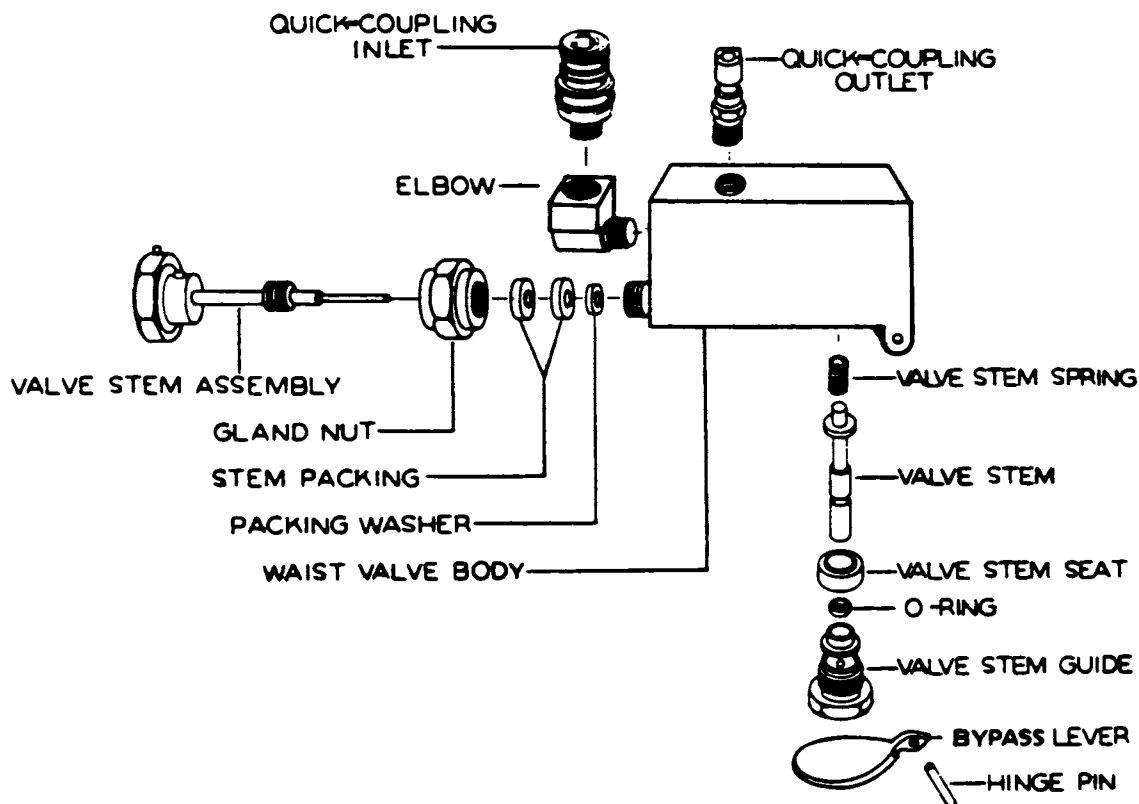 QUICK-COUPLING
INLET
QUICK-COUPLING
OUTLET
ELBOW
VALVE STEM ASSEMBLY
GLAND NUT
STEM PACKING
PACKING WASHER
WAIST VALVE BODY
VALVE STEM SPRING
VALVE STEM
VALVE STEM SEAT
O-RING
VALVE STEM GUIDE
BYPASS LEVER
HINGE PIN